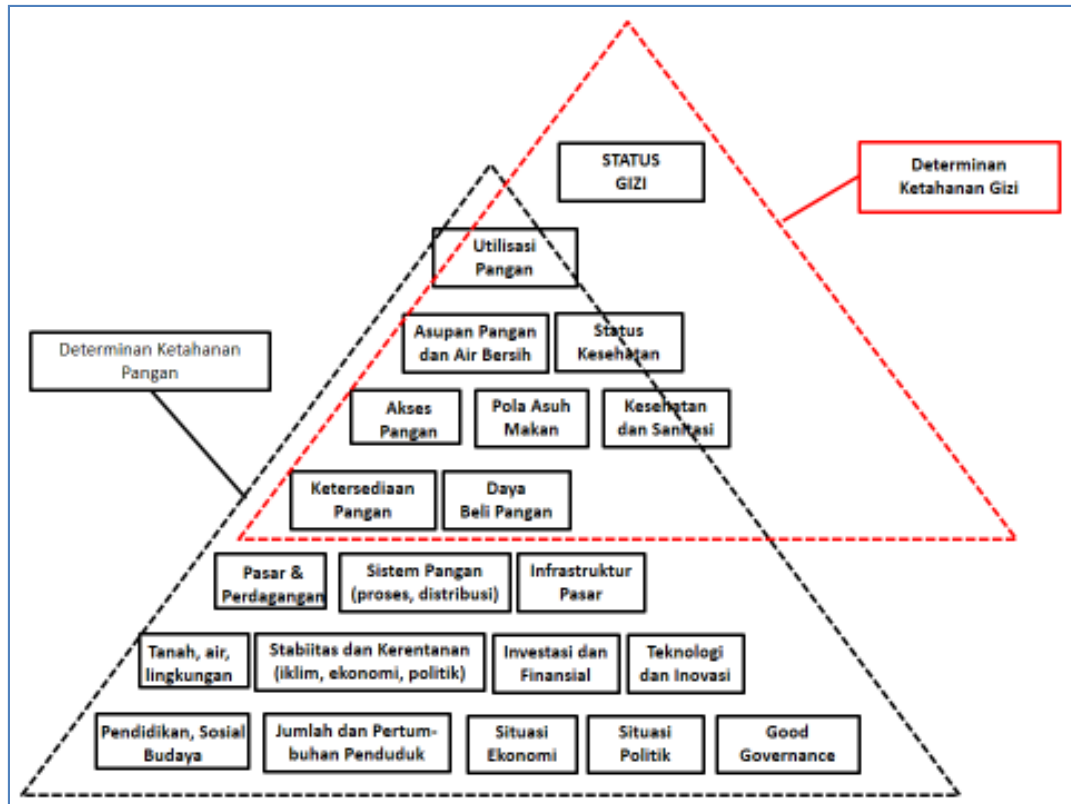 STATUS
GIZI
Determinan
Ketahanan Gizi
Utilisasi
Pangan
Asupan Pangan
dan Air Bersih
Status
Kesehatan
Determinan Ketahanan
Pangan
Akses
Pangan
Pola Asuh
Makan
Kesehatan
dan Sanitasi
Ketersediaan
Pangan
Daya
Beli Pangan
Pasar &
Perdagangan
Sistem Pangan
(proses, distribusi)
Infrastruktur
Pasar
Tanah, air,
lingkungan
Stabiitas dan Kerentanan
(iklim, ekonomi, politik)
Investasi dan
Finansial
Teknologi
dan Inovasi
Pendidikan, Sosial
Budaya
Jumlah dan Pertum-
buhan Penduduk
Situasi
Ekonomi
Situasi
Politik
Good
Governance